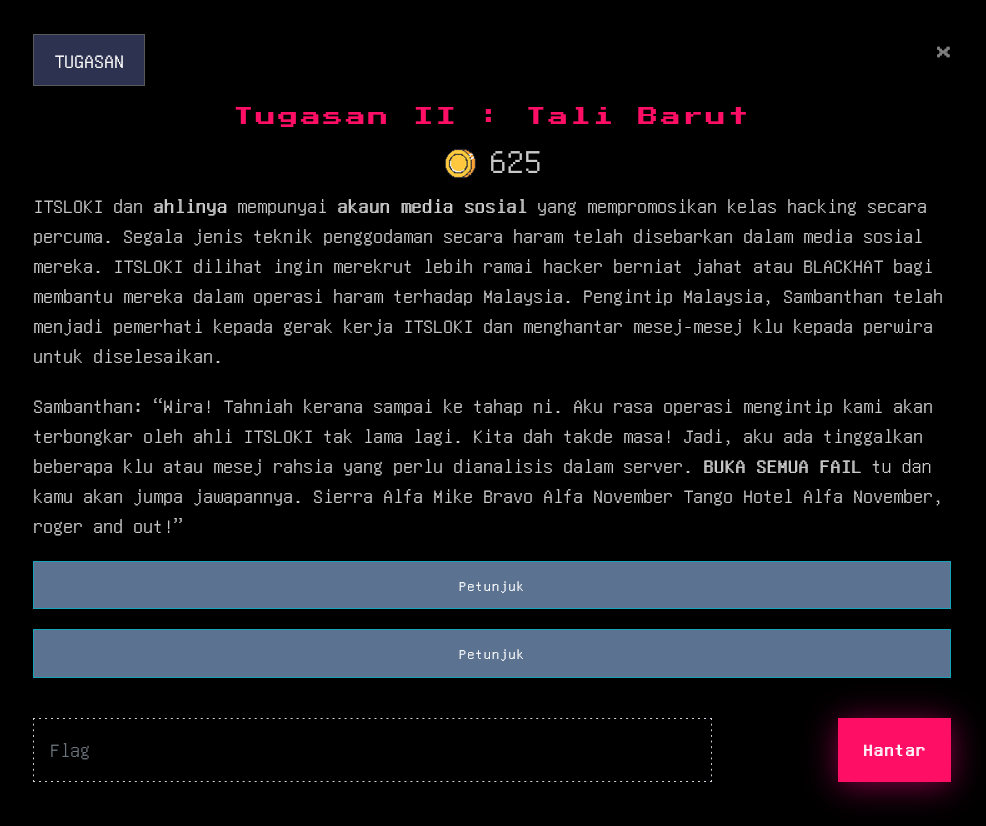 TUGASAN
×
Tugasan II : Tali Barut
625
ITSLOKI dan ahlinya mempunyai akaun media sosial yang mempromosikan kelas hacking secara
percuma. Segala jenis teknik penggodaman secara haram telah disebarkan dalam media sosial
mereka. ITSLOKI dilihat ingin merekrut lebih ramai hacker berniat jahat atau BLACKHAT bagi
membantu mereka dalam operasi haram terhadap Malaysia. Pengintip Malaysia, Sambanthan telah
menjadi pemerhati kepada gerak kerja ITSLOKI dan menghantar mesej-mesej klu kepada perwira
untuk diselesaikan.
Sambanthan: “Wira! Tahniah kerana sampai ke tahap ni. Aku rasa operasi mengintip kami akan
terbongkar oleh ahli ITSLOKI tak lama lagi. Kita dah takde masa! Jadi, aku ada tinggalkan
beberapa klu atau mesej rahsia yang perlu dianalisis dalam server. BUKA SEMUA FAIL tu dan
kamu akan jumpa jawapannya. Sierra Alfa Mike Bravo Alfa November Tango Hotel Alfa November,
roger and out!”
Petunjuk
Petunjuk
Flag
Hantar